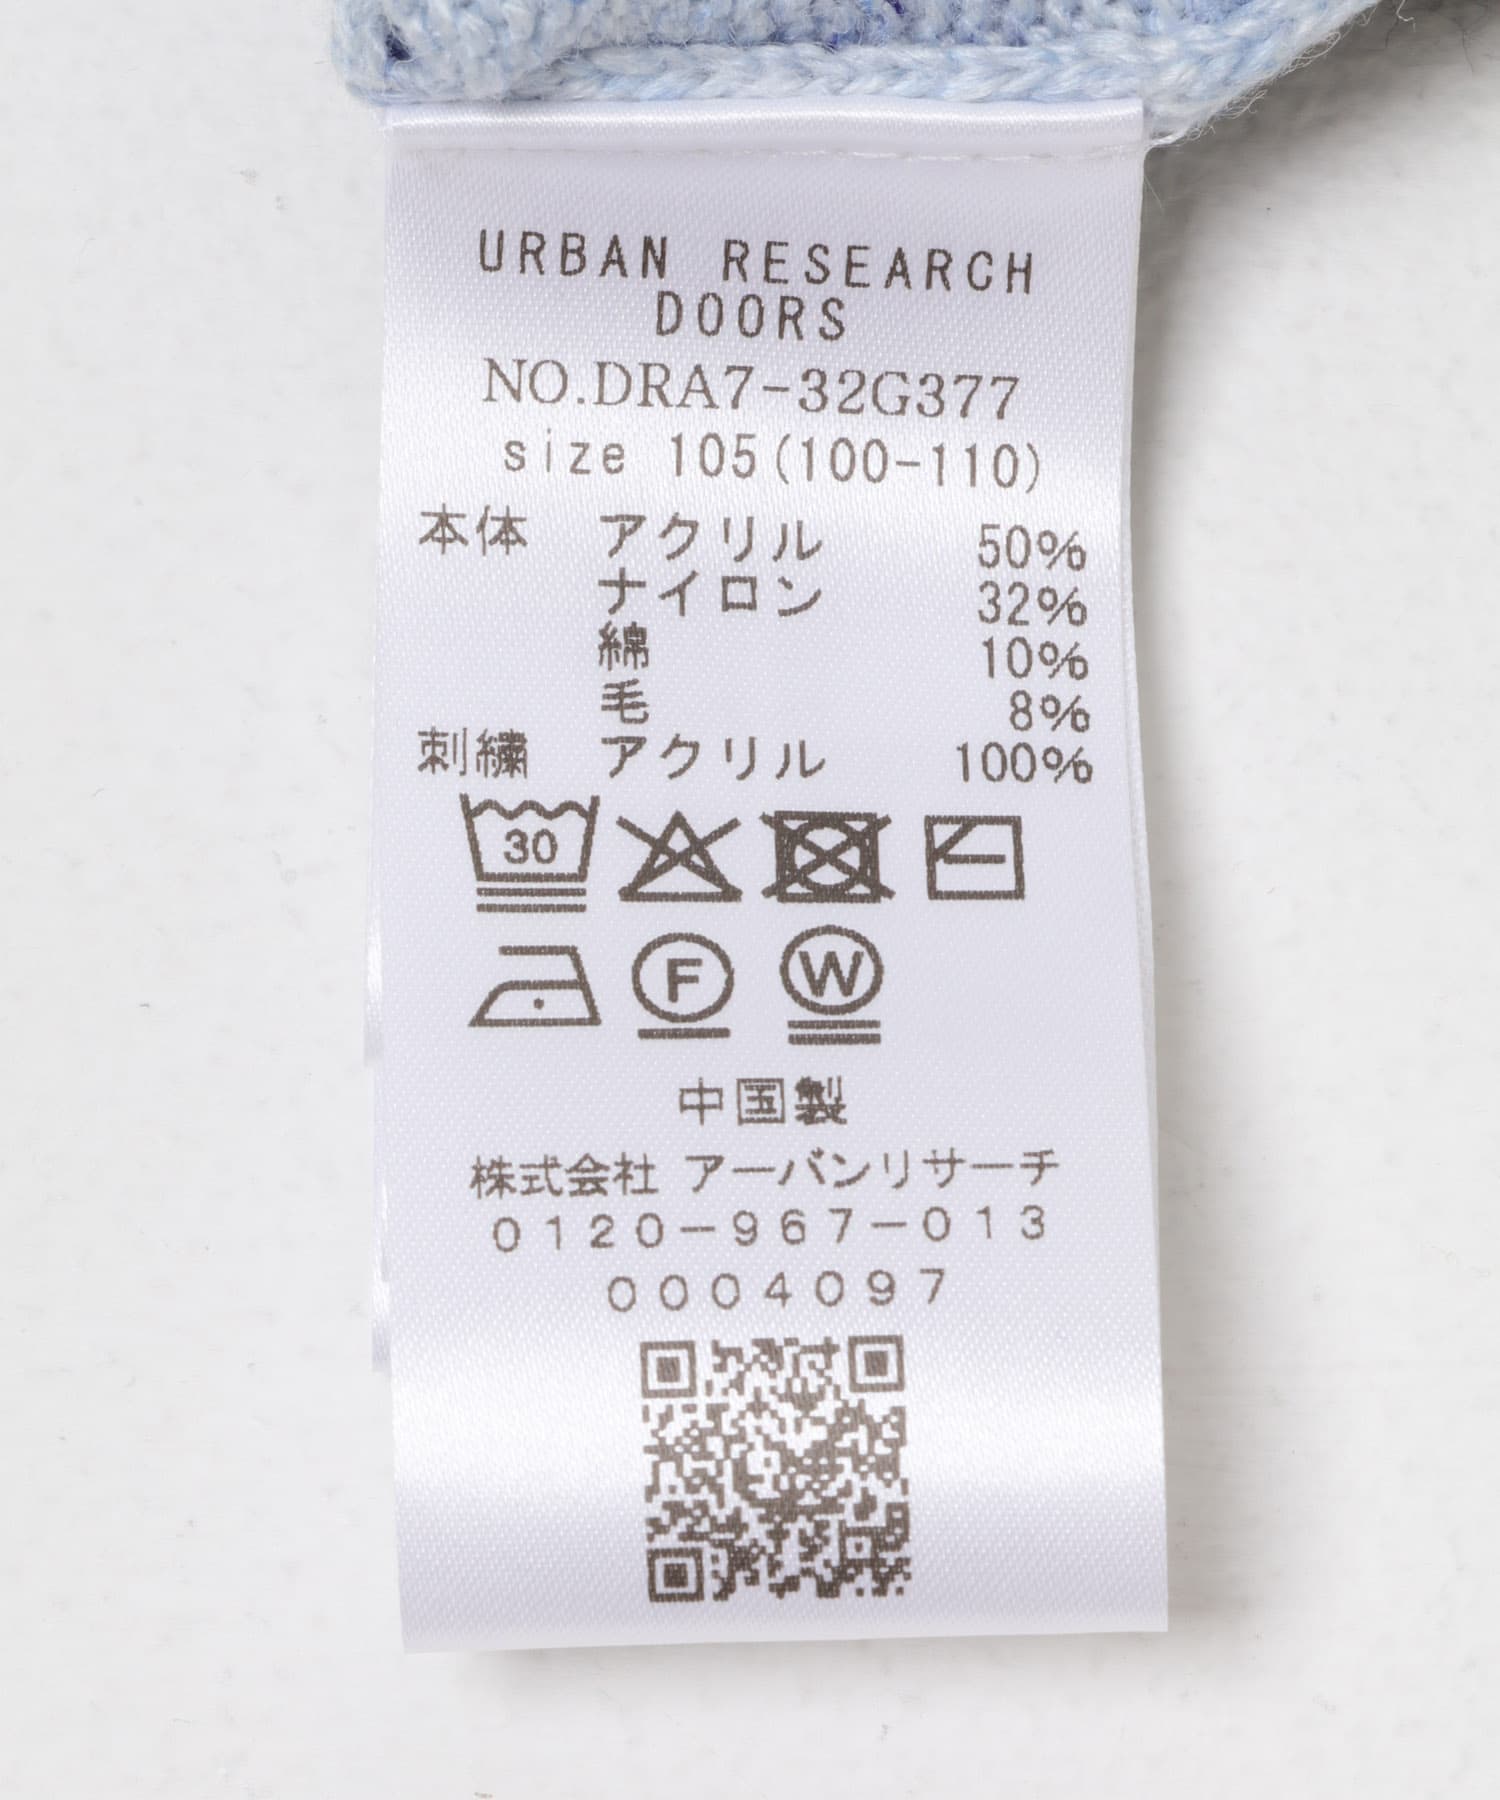 URBAN RESEARCH
DOORS
NO.DRA7-32G377
size 105(100-110)
本体 アクリル 50%
ナイロン 32%
綿 10%
毛 8%
刺繍 アクリル 100%
30
F W
中国製
株式会社 アーバンリサーチ
0120-967-013
0004097